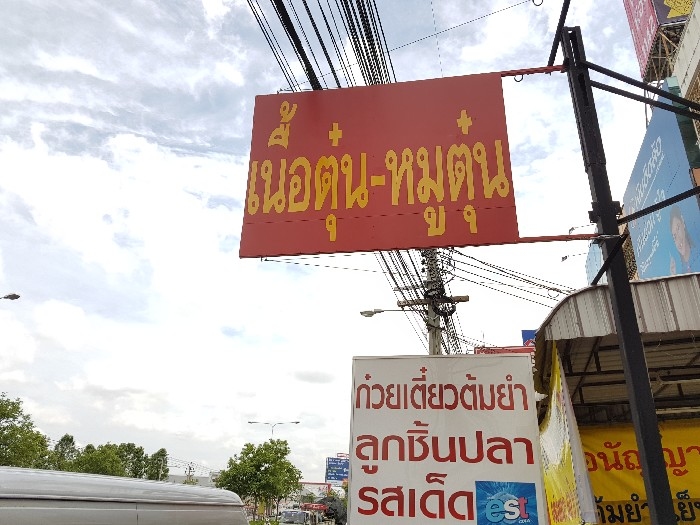 เนื้อตุ๋น-หมูตุ๋น
ก๋วยเตี๋ยวต้มยำ
ลูกชิ้นปลา
รสเด็ด
est